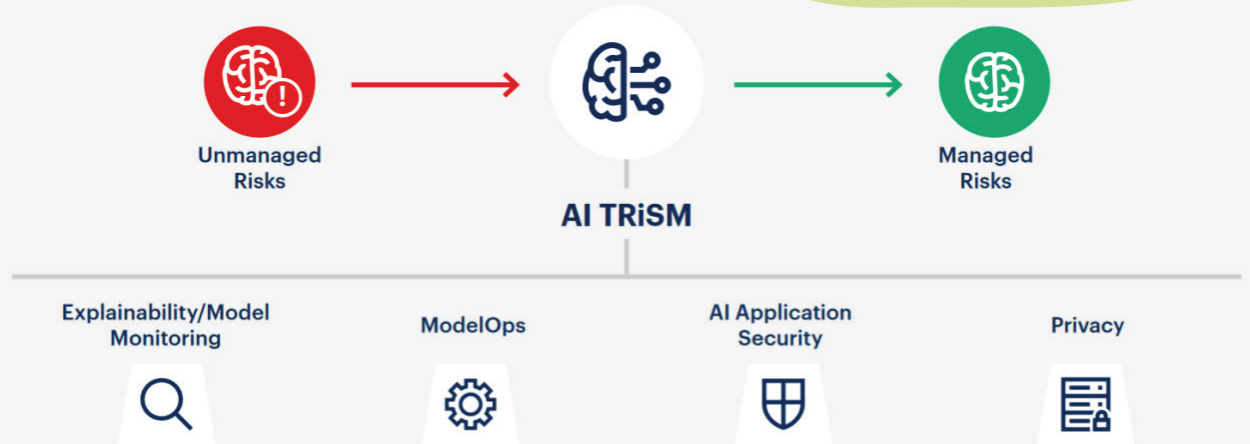 !
Unmanaged
Risks
Managed
Risks
AI TRiSM
Explainability/Model
Monitoring
ModelOps
AI Application
Security
Privacy